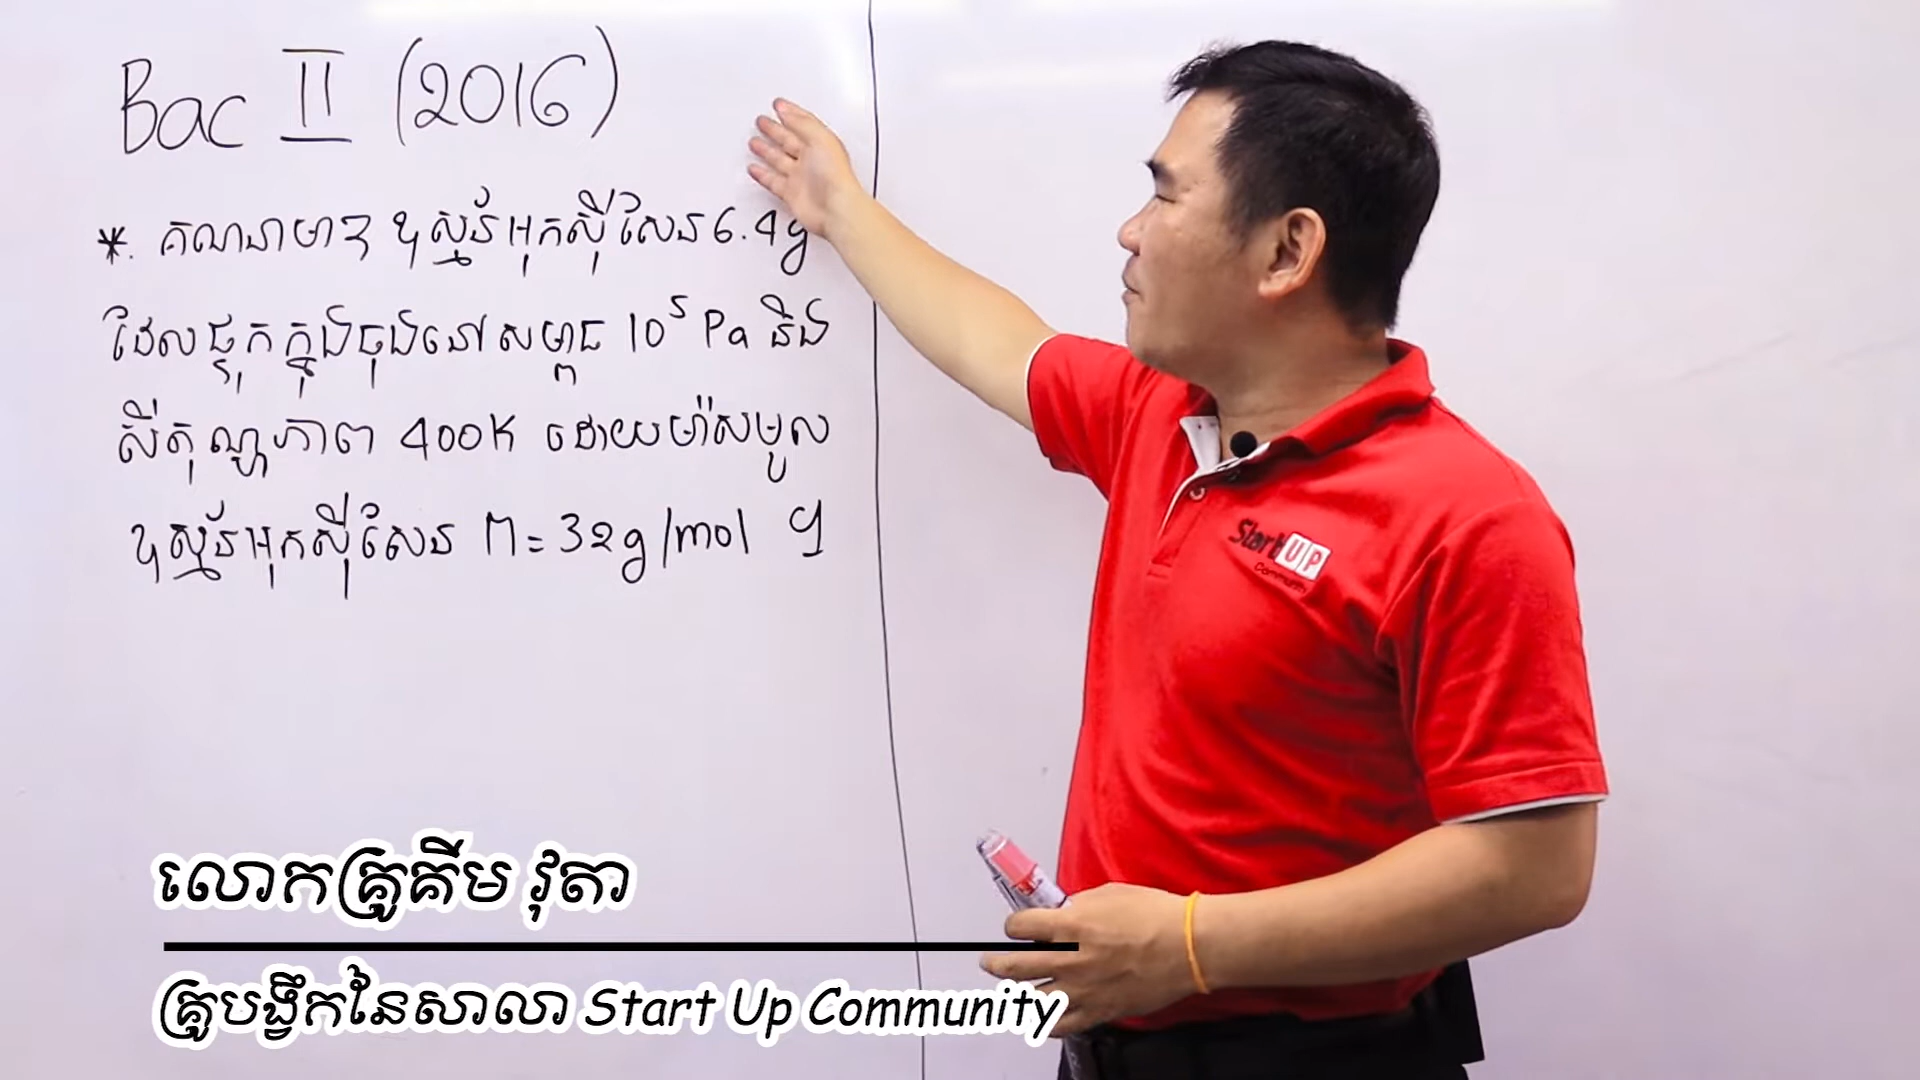 Bac II (2016)
*. គណនាមាឌឧស្ម័នអុកស៊ីសែន 6.4g
ដែលផ្ទុកក្នុងធុងនៅសម្ពាធ 10⁵ Pa និង
សីតុណ្ហភាព 400K ដោយម៉ាសមូល
ឧស្ម័នអុកស៊ីសែន M = 32g/mol ។
Start UP
Community
លោកគ្រូគីម វុតា
គ្រូបង្វឹកនៃសាលា Start Up Community